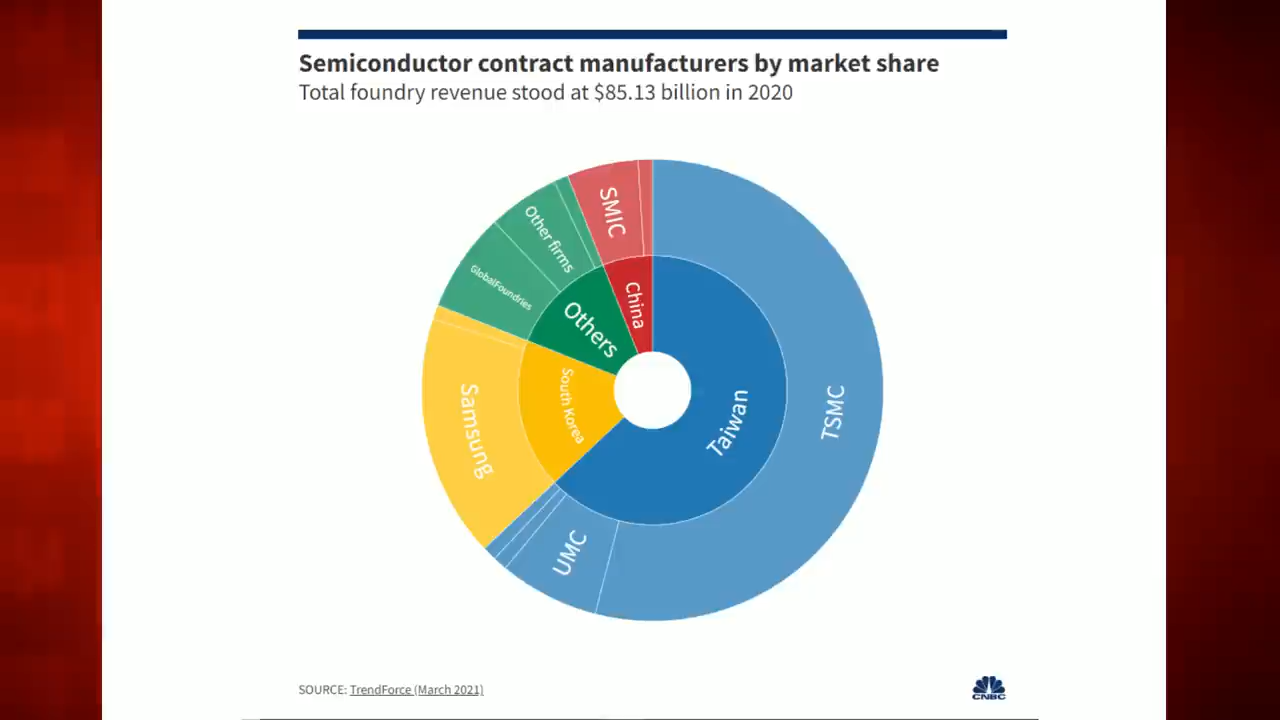 Semiconductor contract manufacturers by market share
Total foundry revenue stood at $85.13 billion in 2020
SMIC
Other firms
GlobalFoundries
China
Others
South Korea
Samsung
Taiwan
TSMC
UMC
SOURCE: TrendForce (March 2021)
CNBC